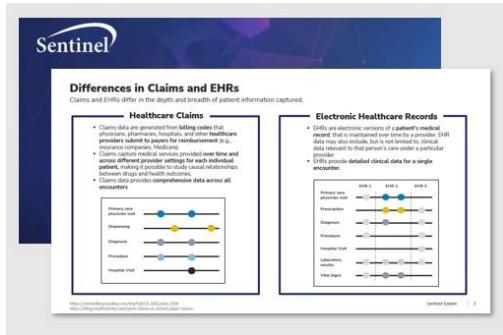 Sentinel
Differences in Claims and EHRs
Claims and EHRs differ in the depth and breadth of patient information captured.
Healthcare Claims
• Claims data are generated from billing codes that
physicians, pharmacies, hospitals, and other healthcare
providers submit to payers for reimbursement (e.g.,
insurance companies, Medicare).
• Claims capture medical services provided over time and
across different provider settings for each individual
patient, making it possible to study causal relationships
between drugs and health outcomes.
• Claims data provides comprehensive data across all
encounters
Primary care
physician visit
Dispensing
Diagnosis
Procedure
Hospital Visit
Electronic Healthcare Records
• EHRs are electronic versions of a patient's medical
record, that is maintained over time by a provider. EHR
data may also include, but is not limited to, clinical
data relevant to that person's care under a particular
provider.
• EHRs provide detailed clinical data for a single
encounter.
EHR 1 EHR 2 EHR 3
Primary care
physician visit
Prescription
Diagnosis
Procedure
Hospital Visit
Laboratory
results
Vital Signs
Sentinel System | 5